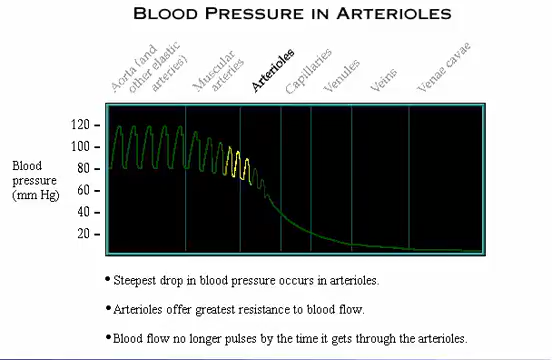 BLOOD PRESSURE IN ARTERIOLES
Aorta (and
other elastic
arteries)
Muscular
arteries
Arterioles
Capillaries
Venules
Veins
Venae cavae
120
100
80
60
40
20
Blood
pressure
(mm Hg)
• Steepest drop in blood pressure occurs in arterioles.
• Arterioles offer greatest resistance to blood flow.
• Blood flow no longer pulses by the time it gets through the arterioles.